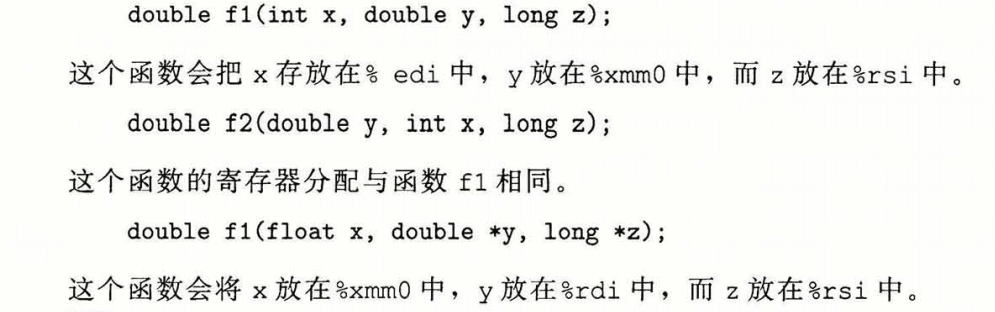 double f1(int x, double y, long z);
这个函数会把 x 存放在% edi 中，y 放在%xmm0 中，而 z 放在%rsi 中。
double f2(double y, int x, long z);
这个函数的寄存器分配与函数 f1 相同。
double f1(float x, double *y, long *z);
这个函数会将 x 放在%xmm0 中，y 放在%rdi 中，而 z 放在%rsi 中。